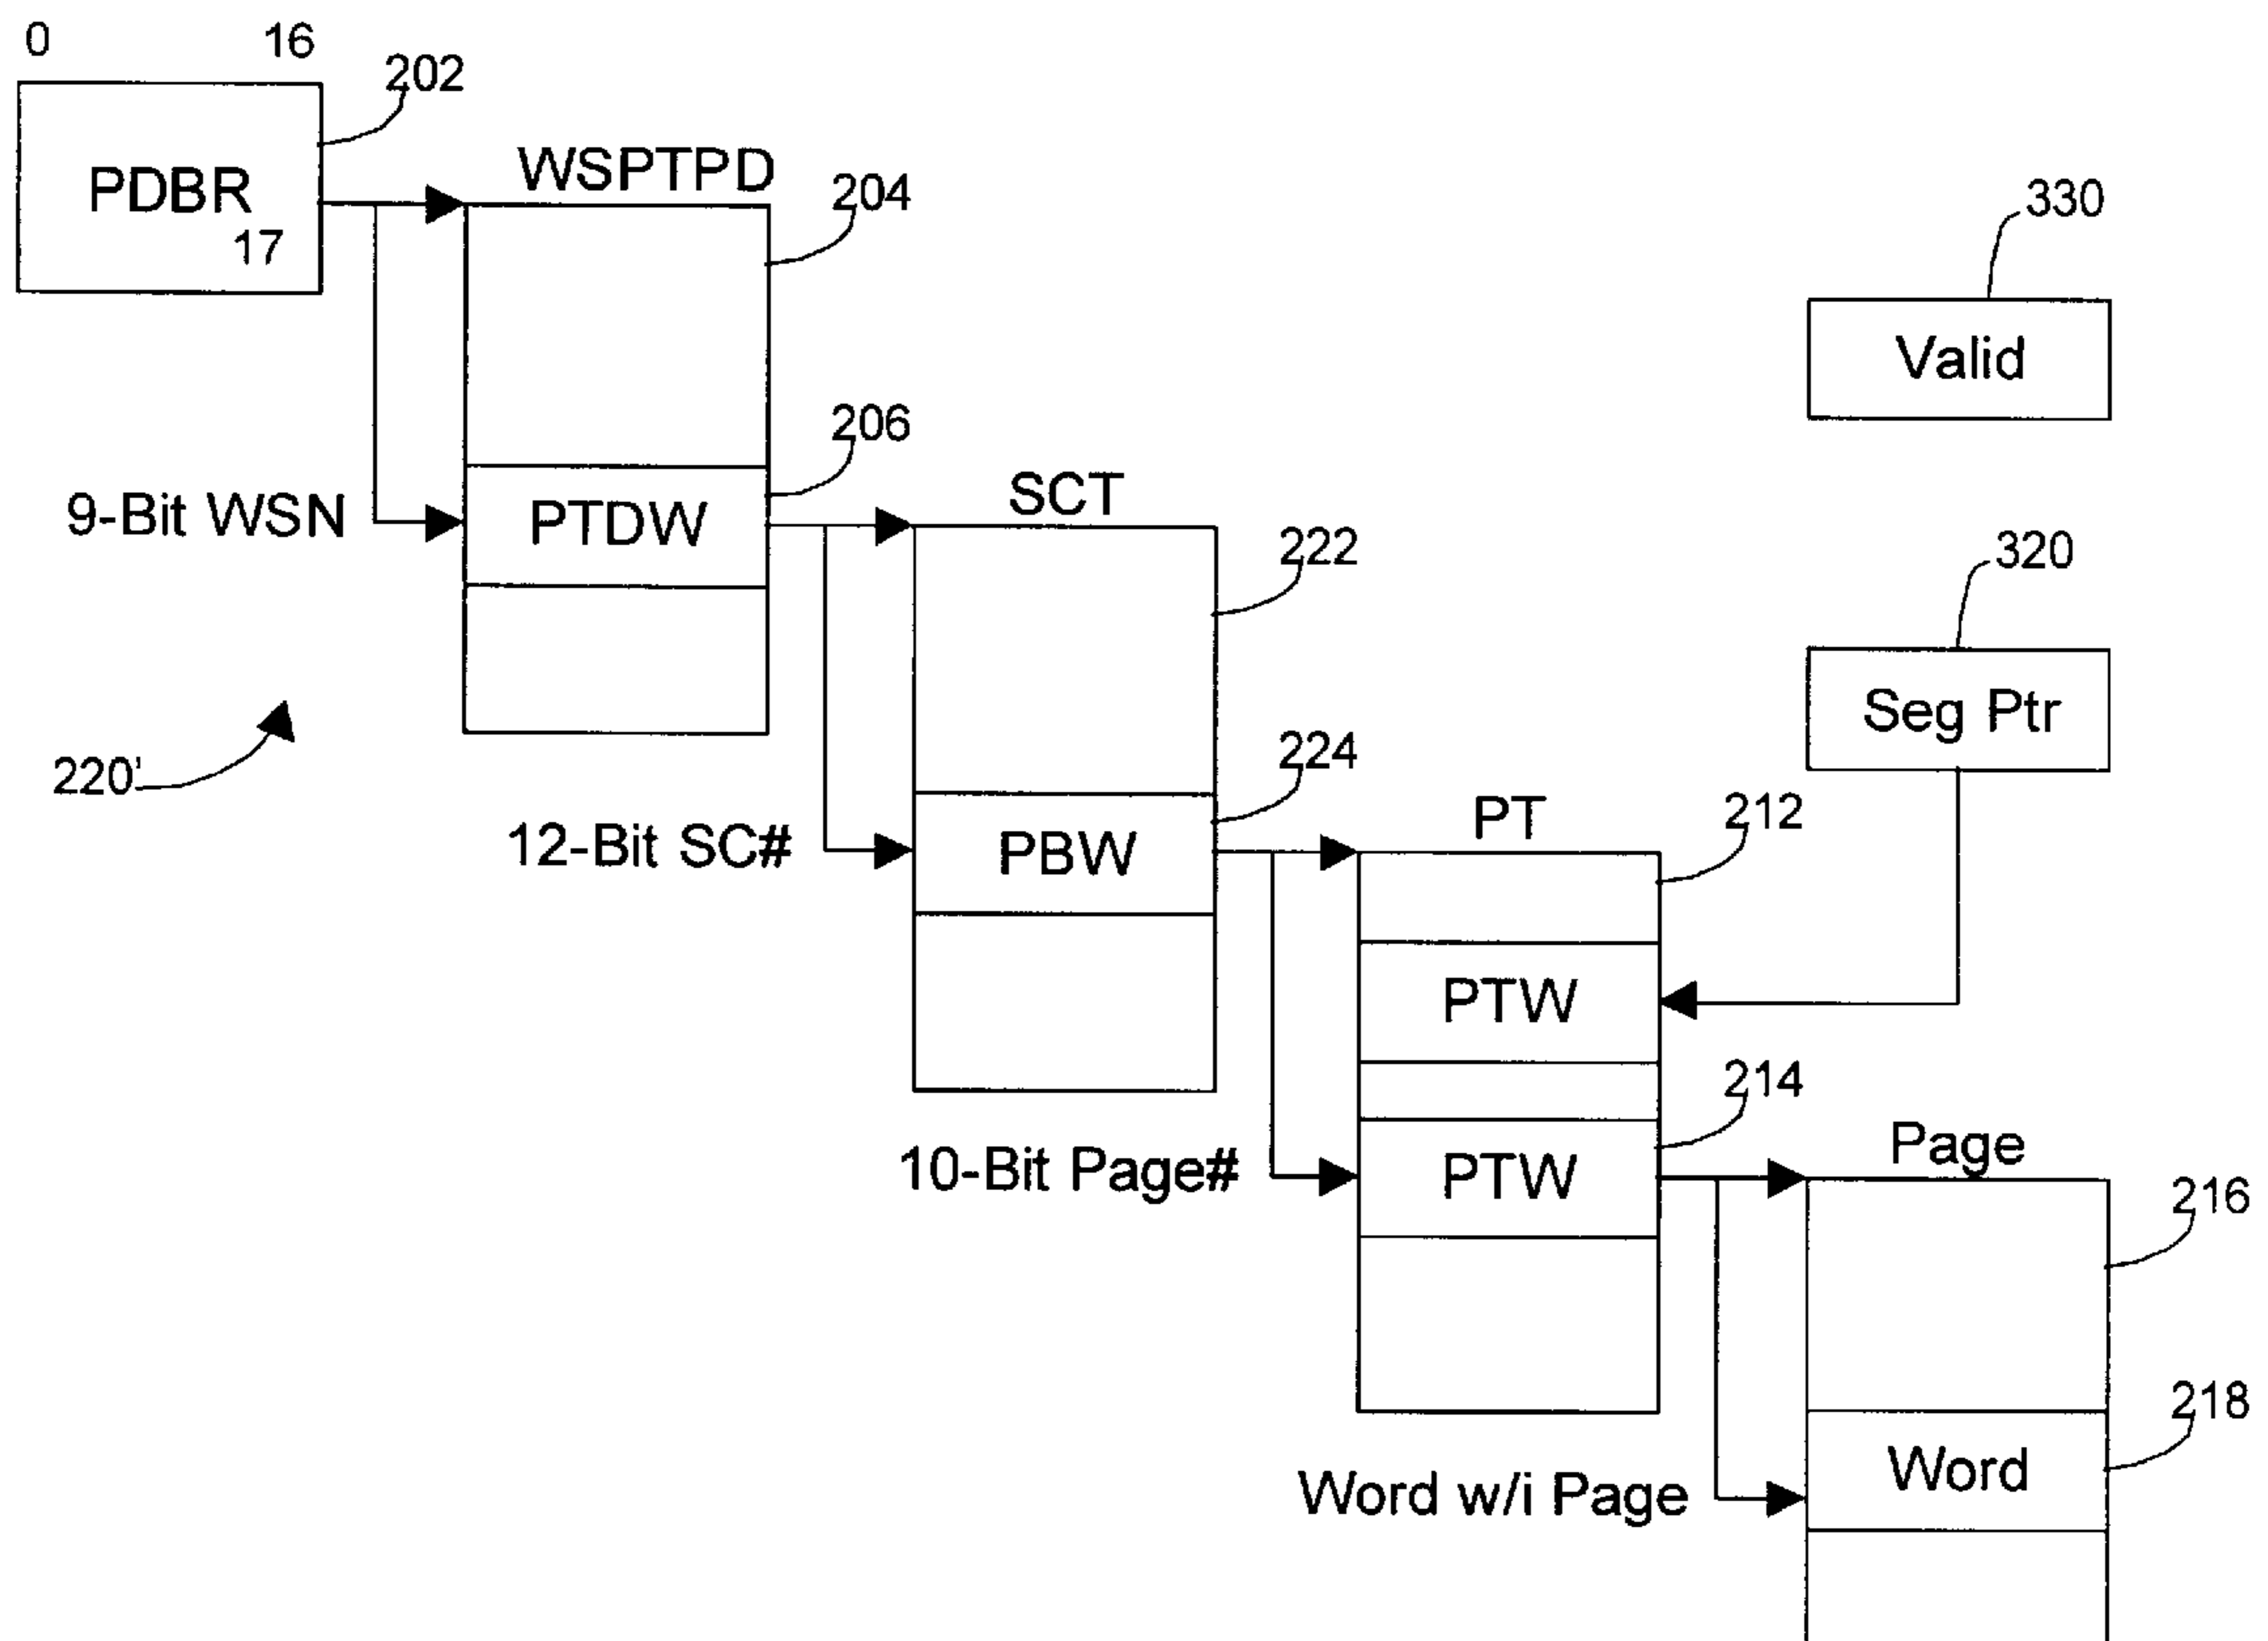 0 16
202
PDBR
17
WSPTPD
204
330
Valid
206
9-Bit WSN
PTDW
SCT
222
320
Seg Ptr
220'
224
12-Bit SC#
PBW
PT
212
PTW
214
10-Bit Page#
PTW
Page
216
218
Word w/i Page
Word